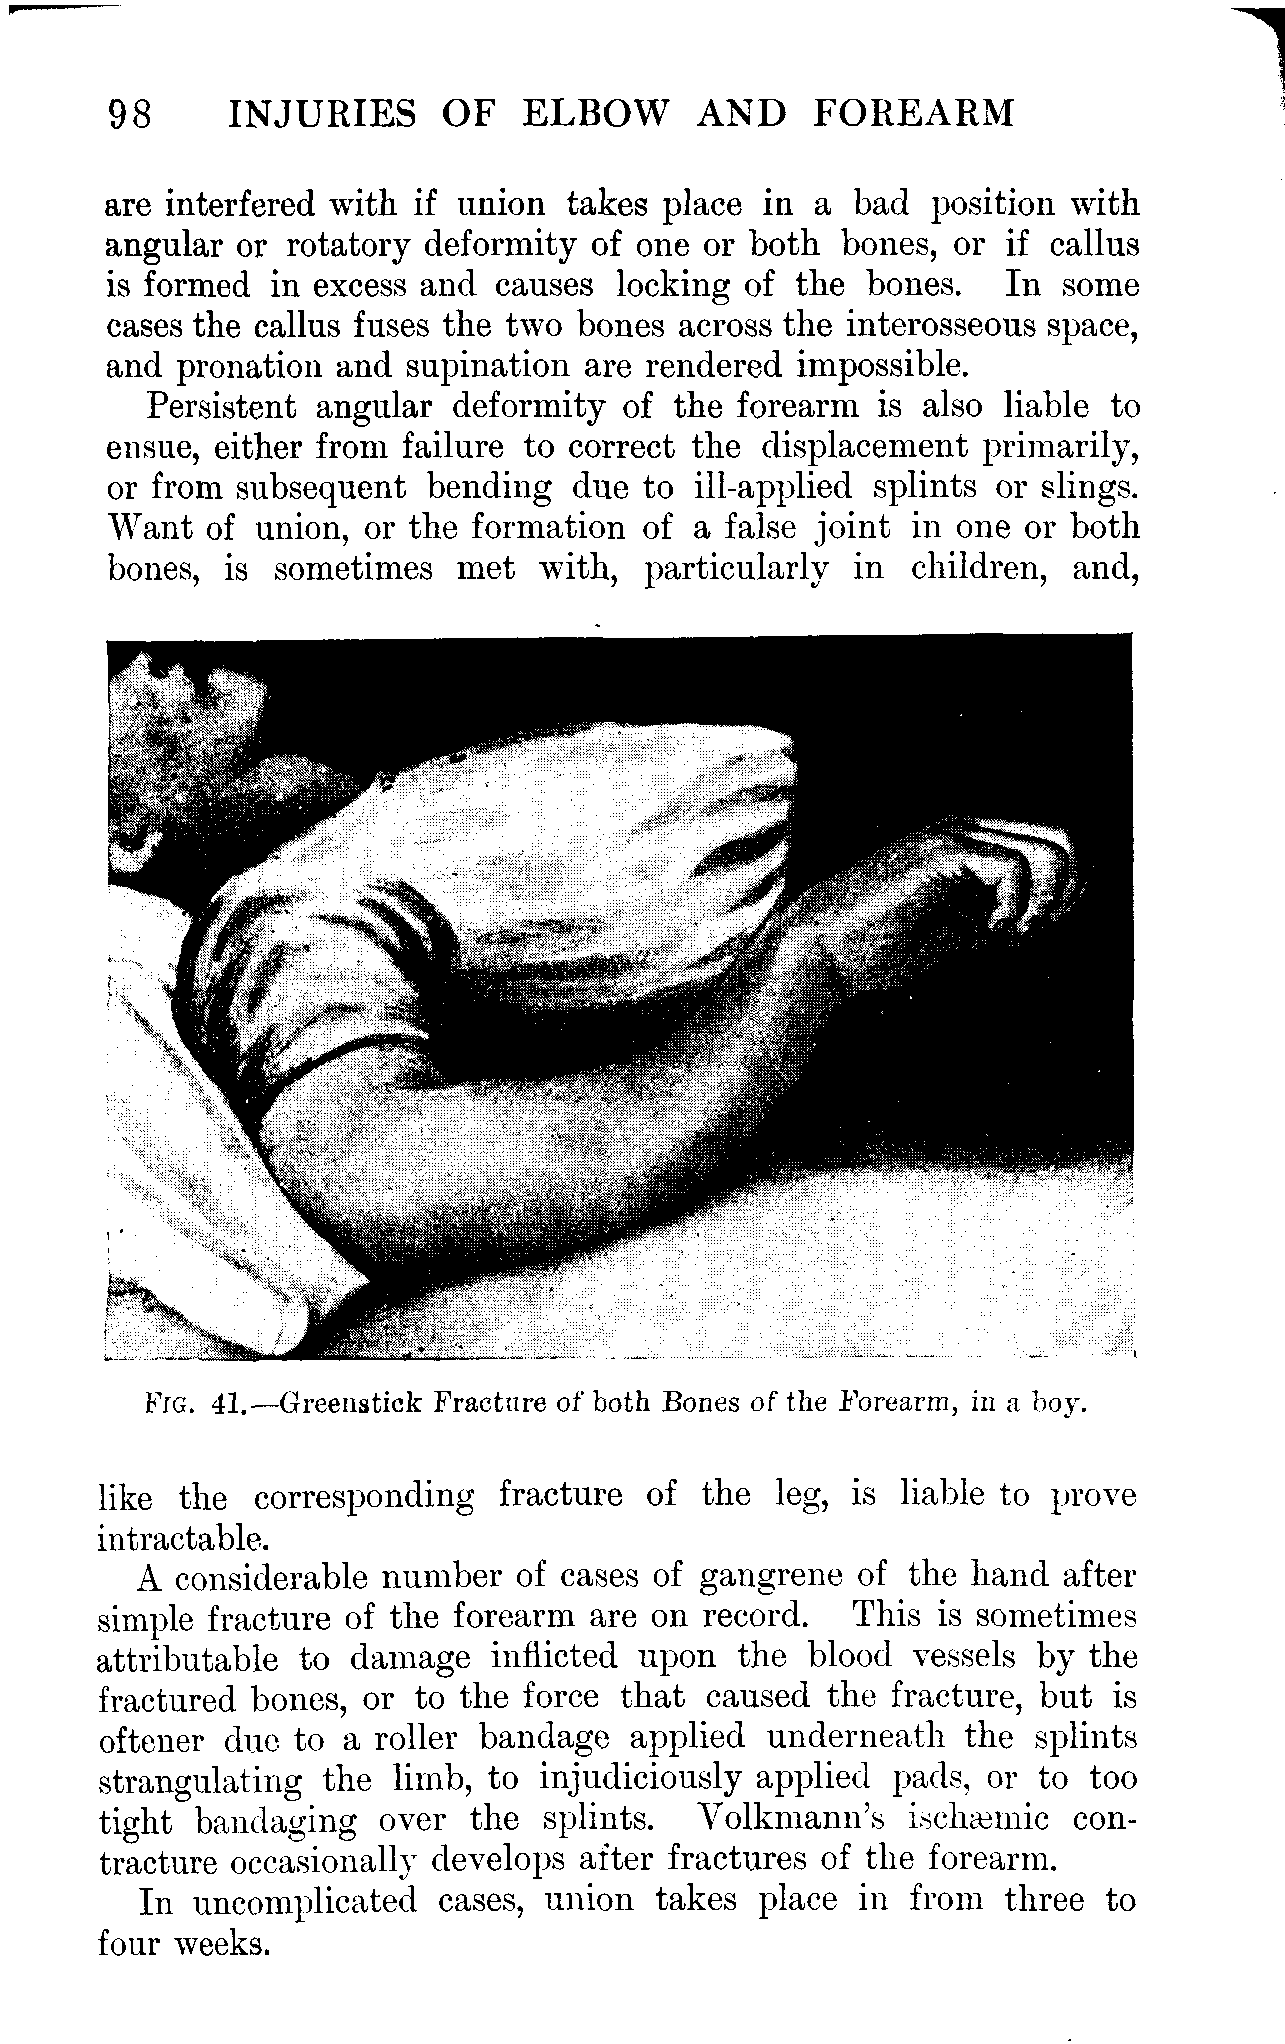 98 INJURIES OF ELBOW AND FOREARM
are interfered with if union takes place in a bad position with
angular or rotatory deformity of one or both bones, or if callus
is formed in excess and causes locking of the bones. In some
cases the callus fuses the two bones across the interosseous space,
and pronation and supination are rendered impossible.
Persistent angular deformity of the forearm is also liable to
ensue, either from failure to correct the displacement primarily,
or from subsequent bending due to ill-applied splints or slings.
Want of union, or the formation of a false joint in one or both
bones, is sometimes met with, particularly in children, and,
FIG. 41.—Greenstick Fracture of both Bones of the Forearm, in a boy.
like the corresponding fracture of the leg, is liable to prove
intractable.
A considerable number of cases of gangrene of the hand after
simple fracture of the forearm are on record. This is sometimes
attributable to damage inflicted upon the blood vessels by the
fractured bones, or to the force that caused the fracture, but is
oftener due to a roller bandage applied underneath the splints
strangulating the limb, to injudiciously applied pads, or to too
tight bandaging over the splints. Volkmann's ischæmic con-
tracture occasionally develops after fractures of the forearm.
In uncomplicated cases, union takes place in from three to
four weeks.